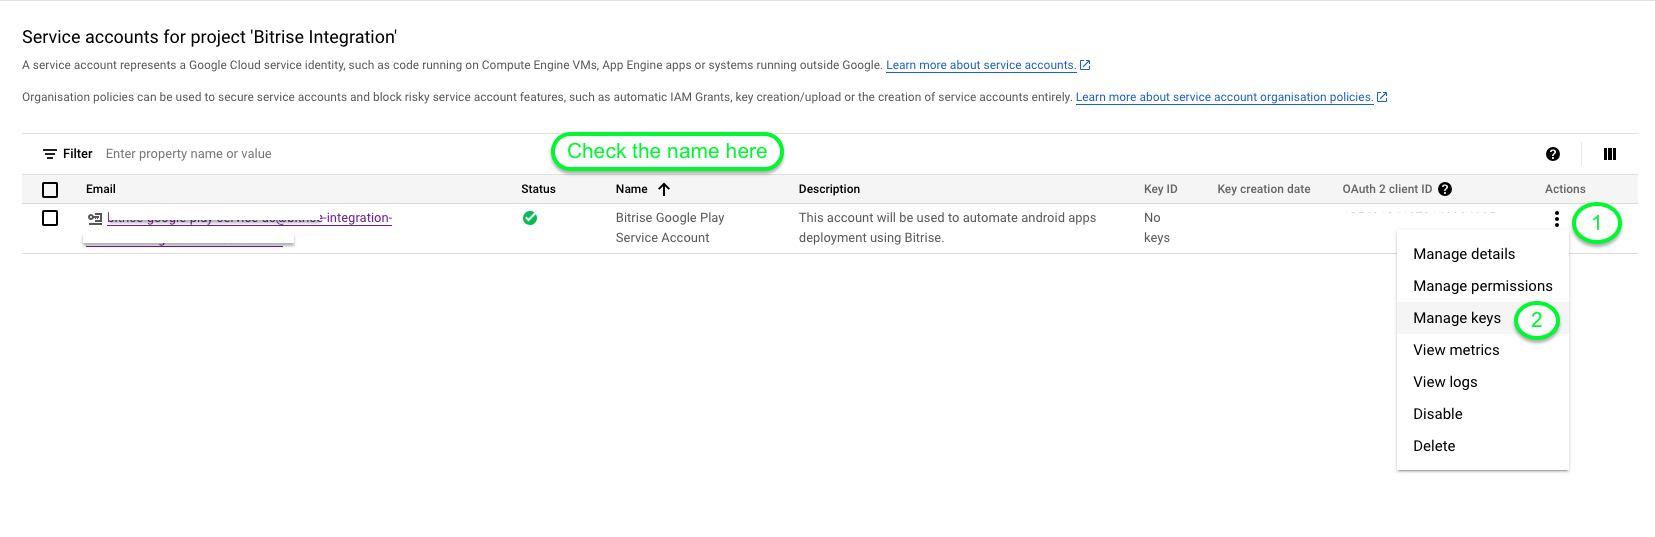 Service accounts for project 'Bitrise Integration'
A service account represents a Google Cloud service identity, such as code running on Compute Engine VMs, App Engine apps or systems running outside Google. Learn more about service accounts.
Organisation policies can be used to secure service accounts and block risky service account features, such as automatic IAM Grants, key creation/upload or the creation of service accounts entirely. Learn more about service account organisation policies.
Filter Enter property name or value
Check the name here
Email Status Name Description Key ID Key creation date OAuth 2 client ID Actions
-integration- Bitrise Google Play This account will be used to automate android apps No
Service Account deployment using Bitrise. keys
1
Manage details
Manage permissions
Manage keys
2
View metrics
View logs
Disable
Delete